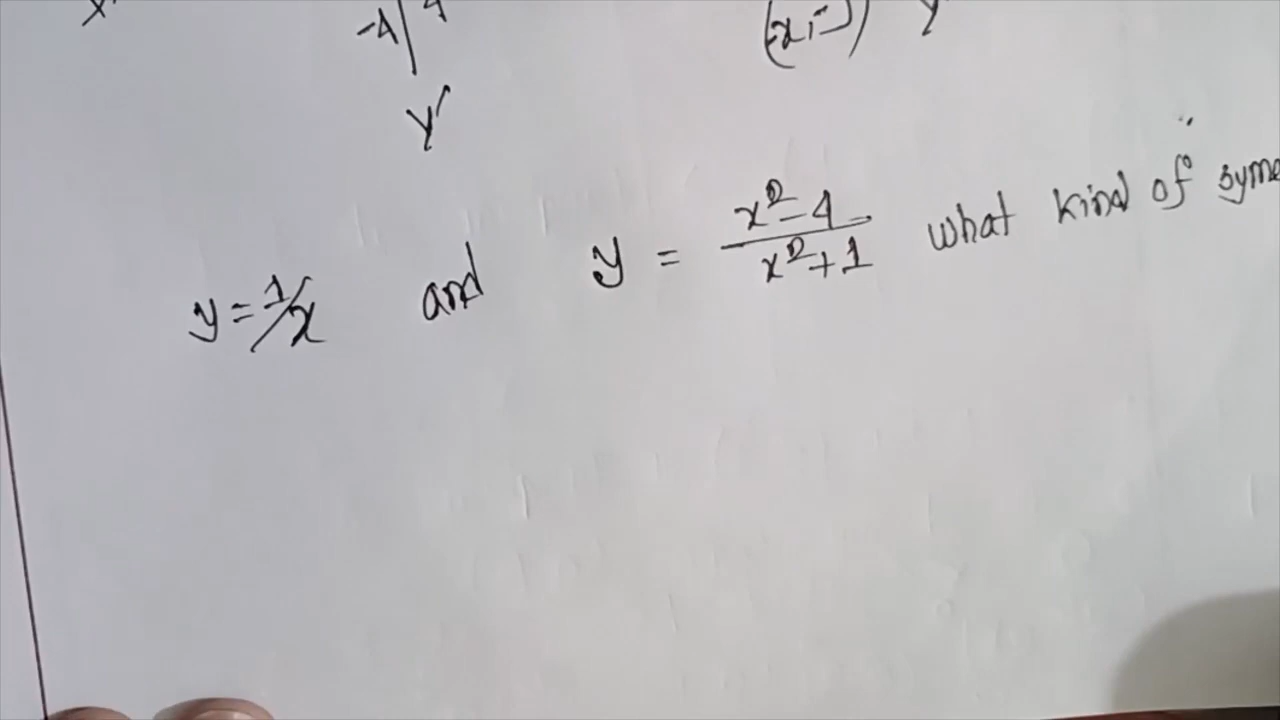 -4
y'
y = 1/x and y = x²-4 / x²+1 what kind of syme